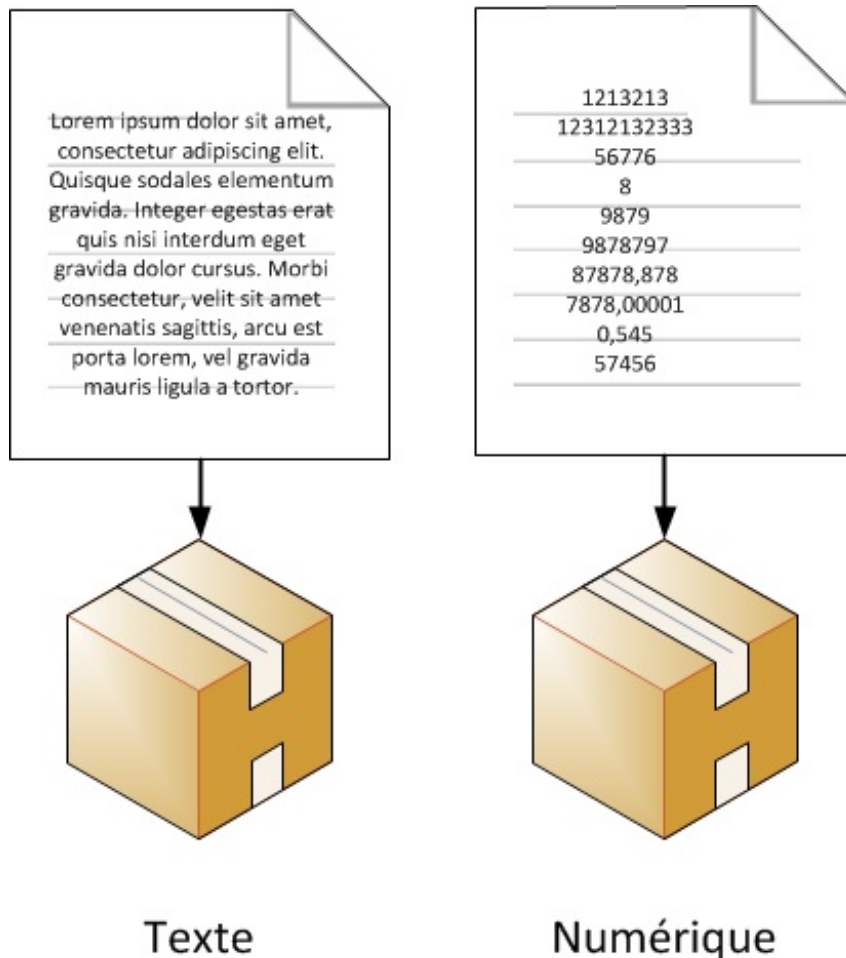 Lorem ipsum dolor sit amet,
consectetur adipiscing elit.
Quisque sodales elementum
gravida. Integer egestas erat
quis nisi interdum eget
gravida dolor cursus. Morbi
consectetur, velit sit amet
venenatis sagittis, arcu est
porta lorem, vel gravida
mauris ligula a tortor.
1213213
12312132333
56776
8
9879
9878797
87878,878
7878,00001
0,545
57456
Texte
Numérique